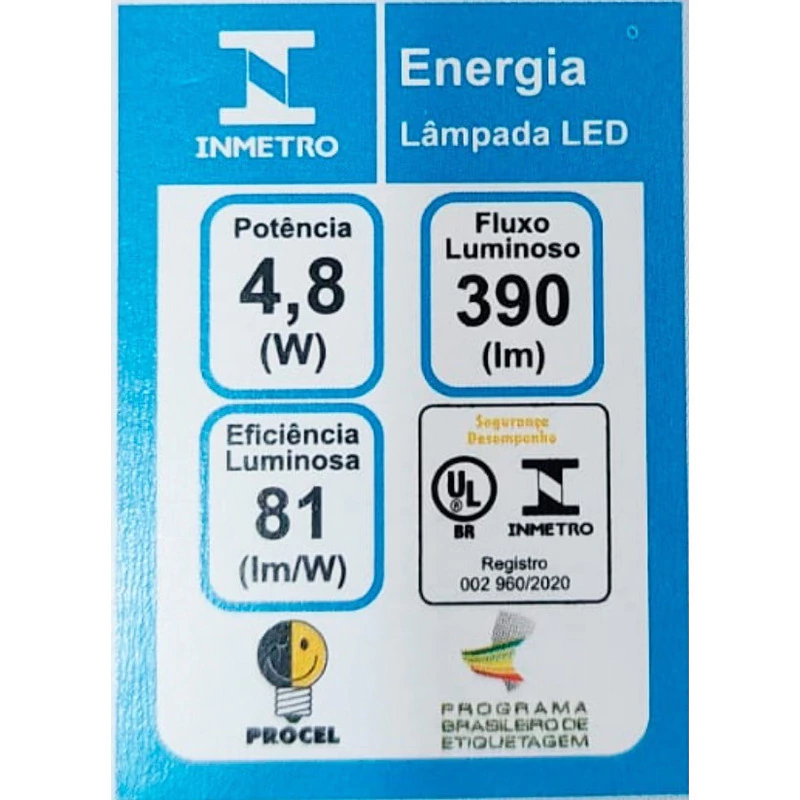 INMETRO
Energia
Lâmpada LED
Potência
4,8
(W)
Fluxo
Luminoso
390
(lm)
Eficiência
Luminosa
81
(lm/W)
Segurança
Desempenho
UL
®
BR
INMETRO
Registro
002 960/2020
PROCEL
PROGRAMA
BRASILEIRO DE
ETIQUETAGEM